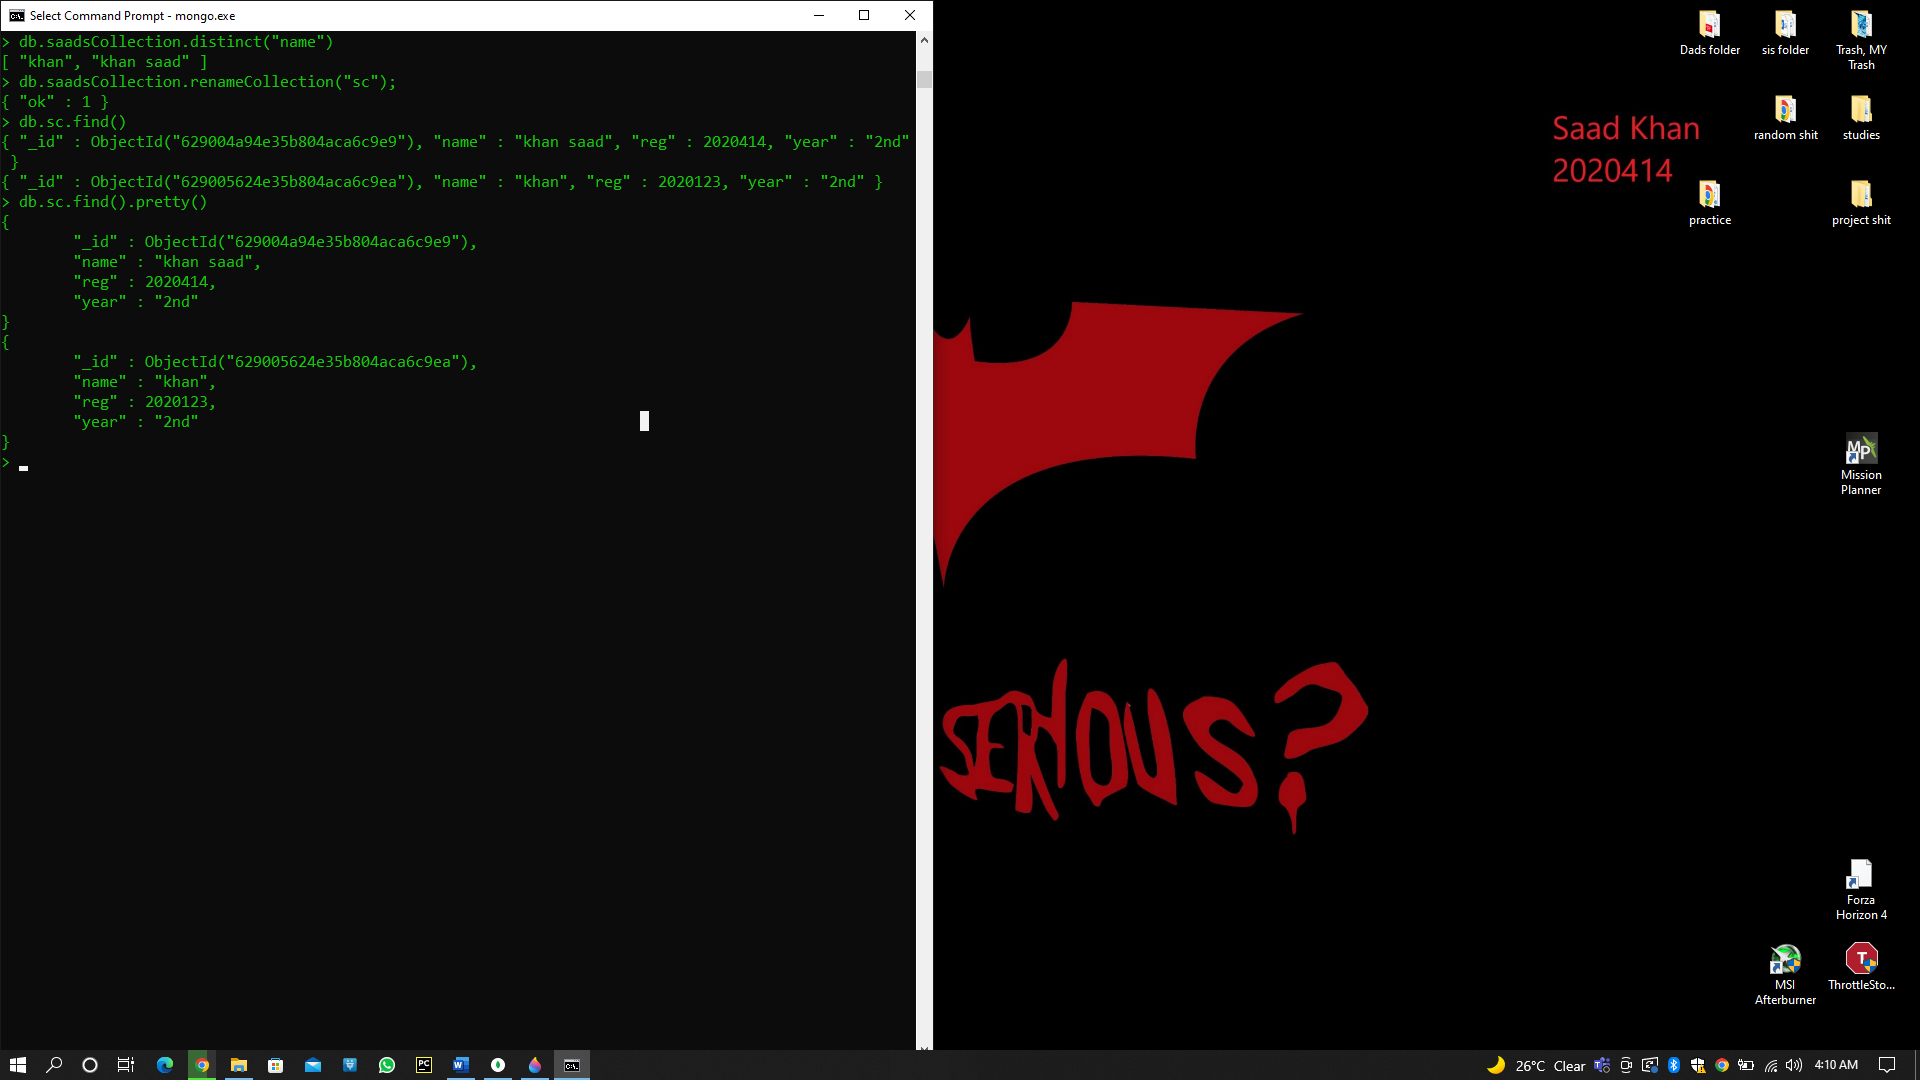 Select Command Prompt - mongo.exe
> db.saadsCollection.distinct("name")
[ "khan", "khan saad" ]
> db.saadsCollection.renameCollection("sc");
{ "ok" : 1 }
> db.sc.find()
{ "_id" : ObjectId("629004a94e35b804aca6c9e9"), "name" : "khan saad", "reg" : 2020414, "year" : "2nd"
}
{ "_id" : ObjectId("629005624e35b804aca6c9ea"), "name" : "khan", "reg" : 2020123, "year" : "2nd" }
> db.sc.find().pretty()
{
"_id" : ObjectId("629004a94e35b804aca6c9e9"),
"name" : "khan saad",
"reg" : 2020414,
"year" : "2nd"
}
{
"_id" : ObjectId("629005624e35b804aca6c9ea"),
"name" : "khan",
"reg" : 2020123,
"year" : "2nd"
}
>
Dads folder
sis folder
Trash, MY
Trash
random shit
studies
Saad Khan
2020414
practice
project shit
SERIOUS?
MP
Mission
Planner
Forza
Horizon 4
MSI
Afterburner
T
ThrottleSto...
PC
W
C:\.
26°C Clear
4:10 AM